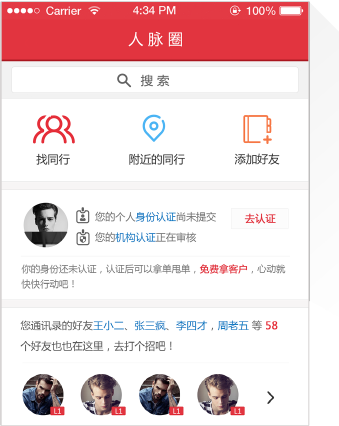 Carrier 4:34 PM 100%
人脉圈
搜索
找同行 附近的同行 添加好友
您的个人身份认证尚未提交 去认证
您的机构认证正在审核
你的身份还未认证，认证后可以拿单甩单，免费拿客户，心动就
快快行动吧！
您通讯录的好友王小二、张三疯、李四才，周老五 等 58
个好友也也在这里，去打个招吧！
L1 L1 L1 L1